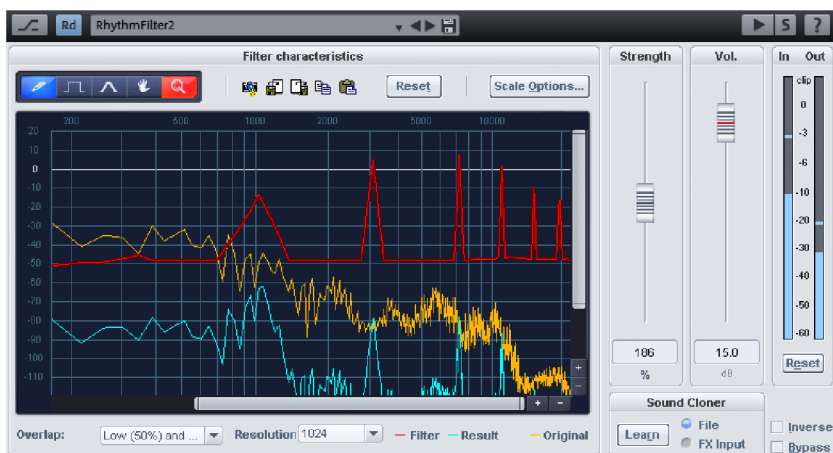 Rd RhythmFilter2 S ?
Filter characteristics
Reset Scale Options...
200 500 1000 2000 5000 10000
20
10
0
-10
-20
-30
-40
-50
-60
-70
-80
-90
-100
-110
+
−
+ −
Overlap: Low (50%) and ... Resolution 1024 Filter Result Original
Strength
186
%
Vol.
15.0
dB
In Out
clip
0
-3
-6
-10
-20
-30
-40
-50
-60
Reset
Sound Cloner
Learn File
FX Input
Inverse
Bypass